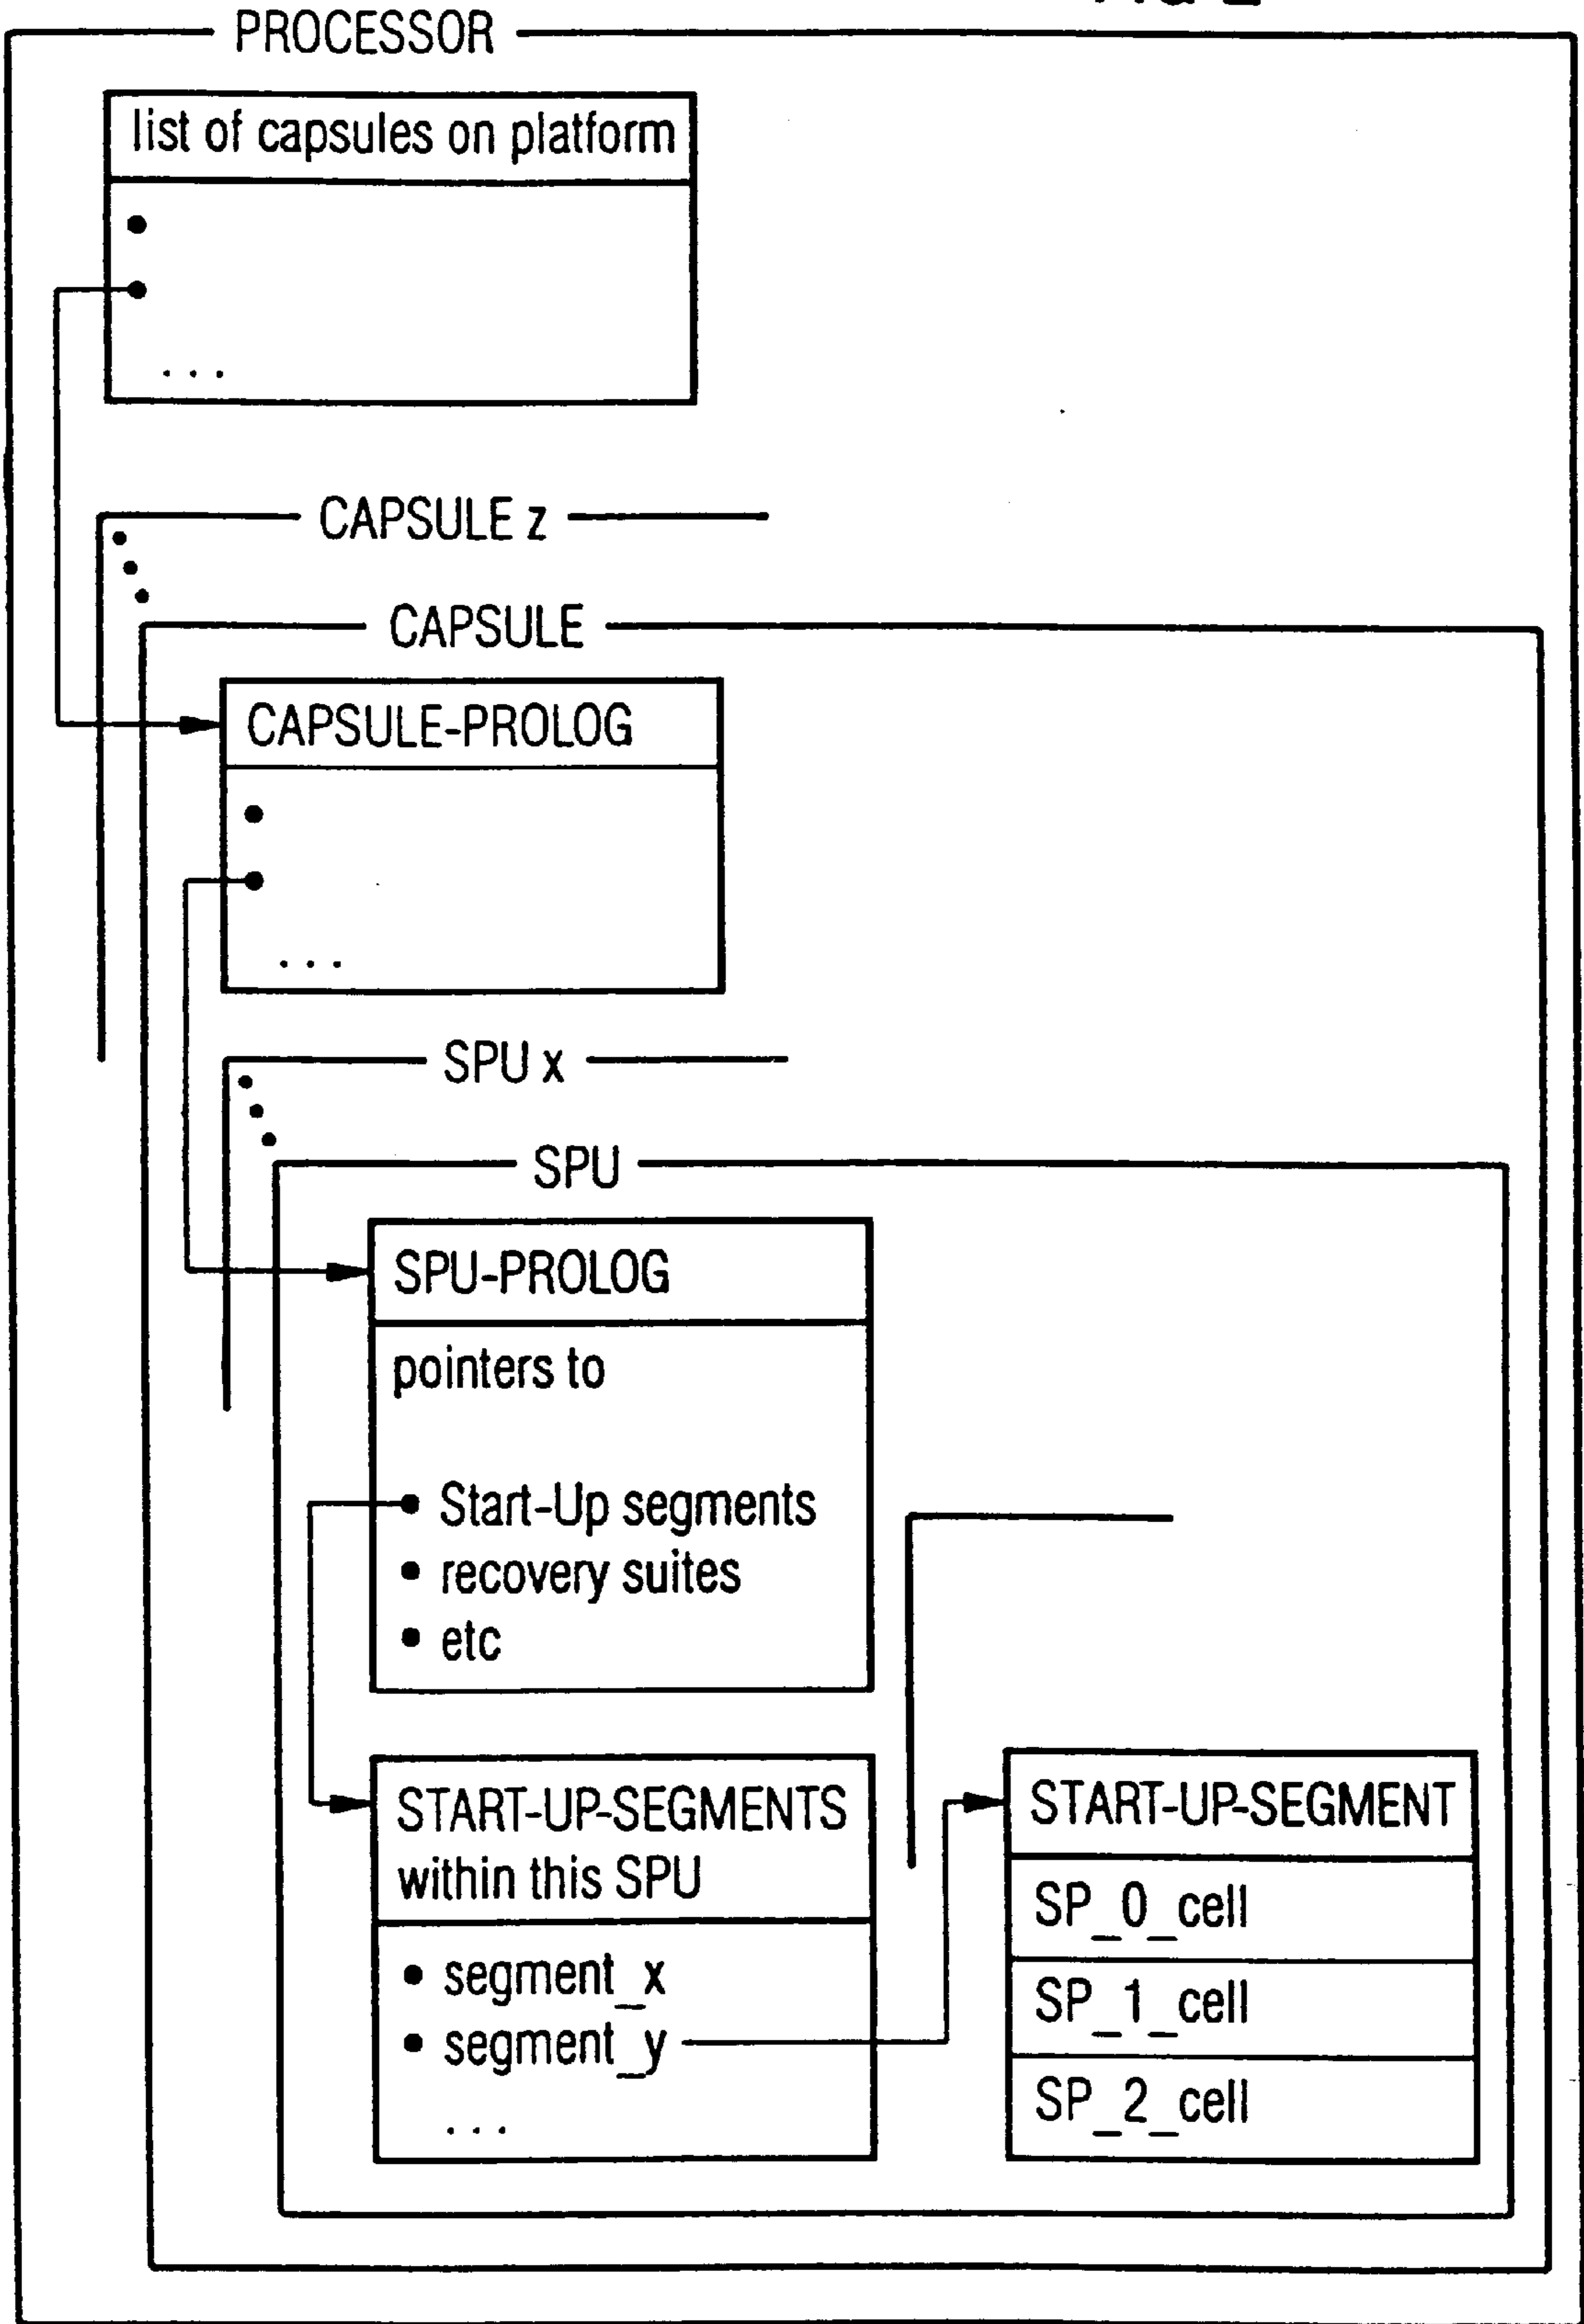 PROCESSOR
list of capsules on platform
•
•
. . .
CAPSULE z
CAPSULE
CAPSULE-PROLOG
•
•
. . .
SPU x
SPU
SPU-PROLOG
pointers to
• Start-Up segments
• recovery suites
• etc
START-UP-SEGMENTS
within this SPU
• segment_x
• segment_y
. . .
START-UP-SEGMENT
SP_0_cell
SP_1_cell
SP_2_cell